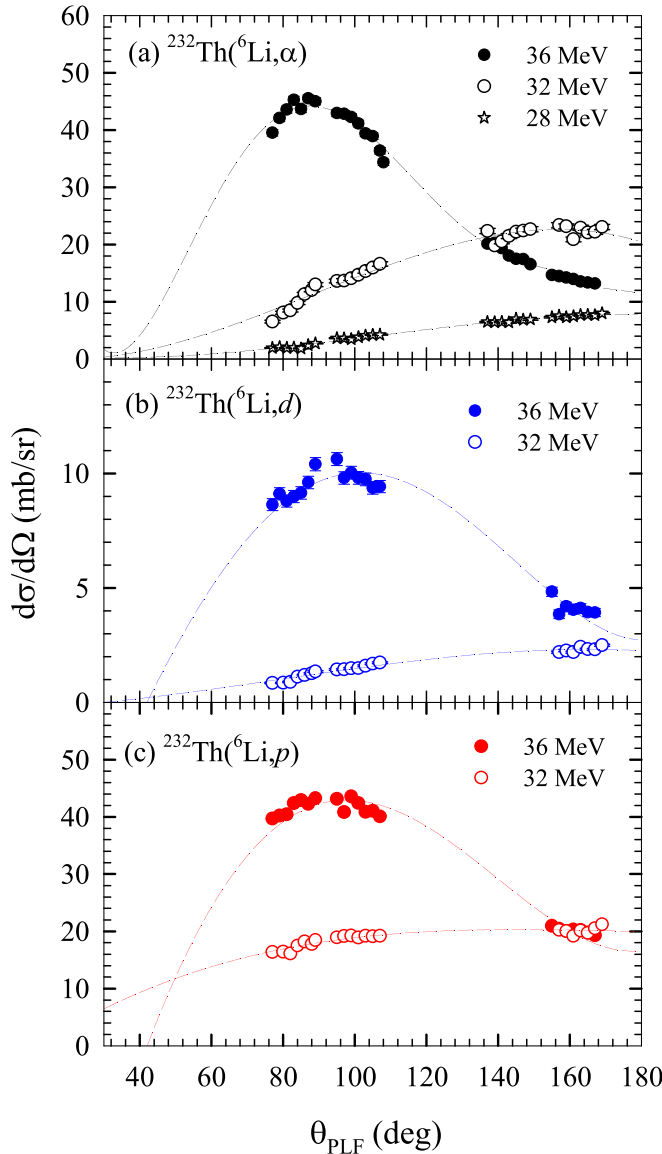 60
(a) ²³²Th(⁶Li,α)
36 MeV
50
32 MeV
28 MeV
40
30
20
10
0
(b) ²³²Th(⁶Li,d)
36 MeV
32 MeV
10
dσ/dΩ (mb/sr)
5
0
(c) ²³²Th(⁶Li,p)
36 MeV
50
32 MeV
40
30
20
10
0
40 60 80 100 120 140 160 180
θPLF (deg)